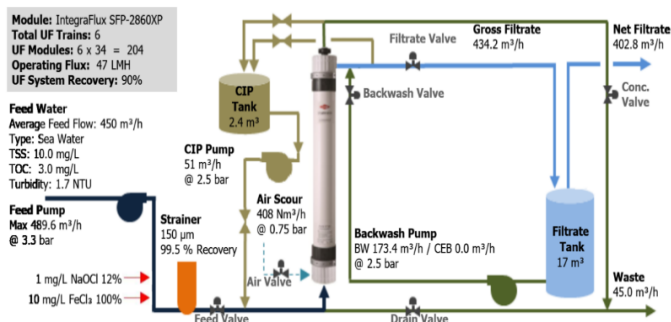 Module: IntegraFlux SFP-2860XP
Total UF Trains: 6
UF Modules: 6 x 34 = 204
Operating Flux: 47 LMH
UF System Recovery: 90%
Feed Water
Average Feed Flow: 450 m³/h
Type: Sea Water
TSS: 10.0 mg/L
TOC: 3.0 mg/L
Turbidity: 1.7 NTU
Feed Pump
Max 489.6 m³/h
@ 3.3 bar
Strainer
150 µm
99.5 % Recovery
1 mg/L NaOCl 12%
10 mg/L FeCl₃ 100%
Feed Valve
CIP
Tank
2.4 m³
CIP Pump
51 m³/h
@ 2.5 bar
Air Scour
408 Nm³/h
@ 0.75 bar
Air Valve
Filtrate Valve
Backwash Valve
Gross Filtrate
434.2 m³/h
Net Filtrate
402.8 m³/h
Conc.
Valve
Backwash Pump
BW 173.4 m³/h / CEB 0.0 m³/h
@ 2.5 bar
Filtrate
Tank
17 m³
Waste
45.0 m³/h
Drain Valve